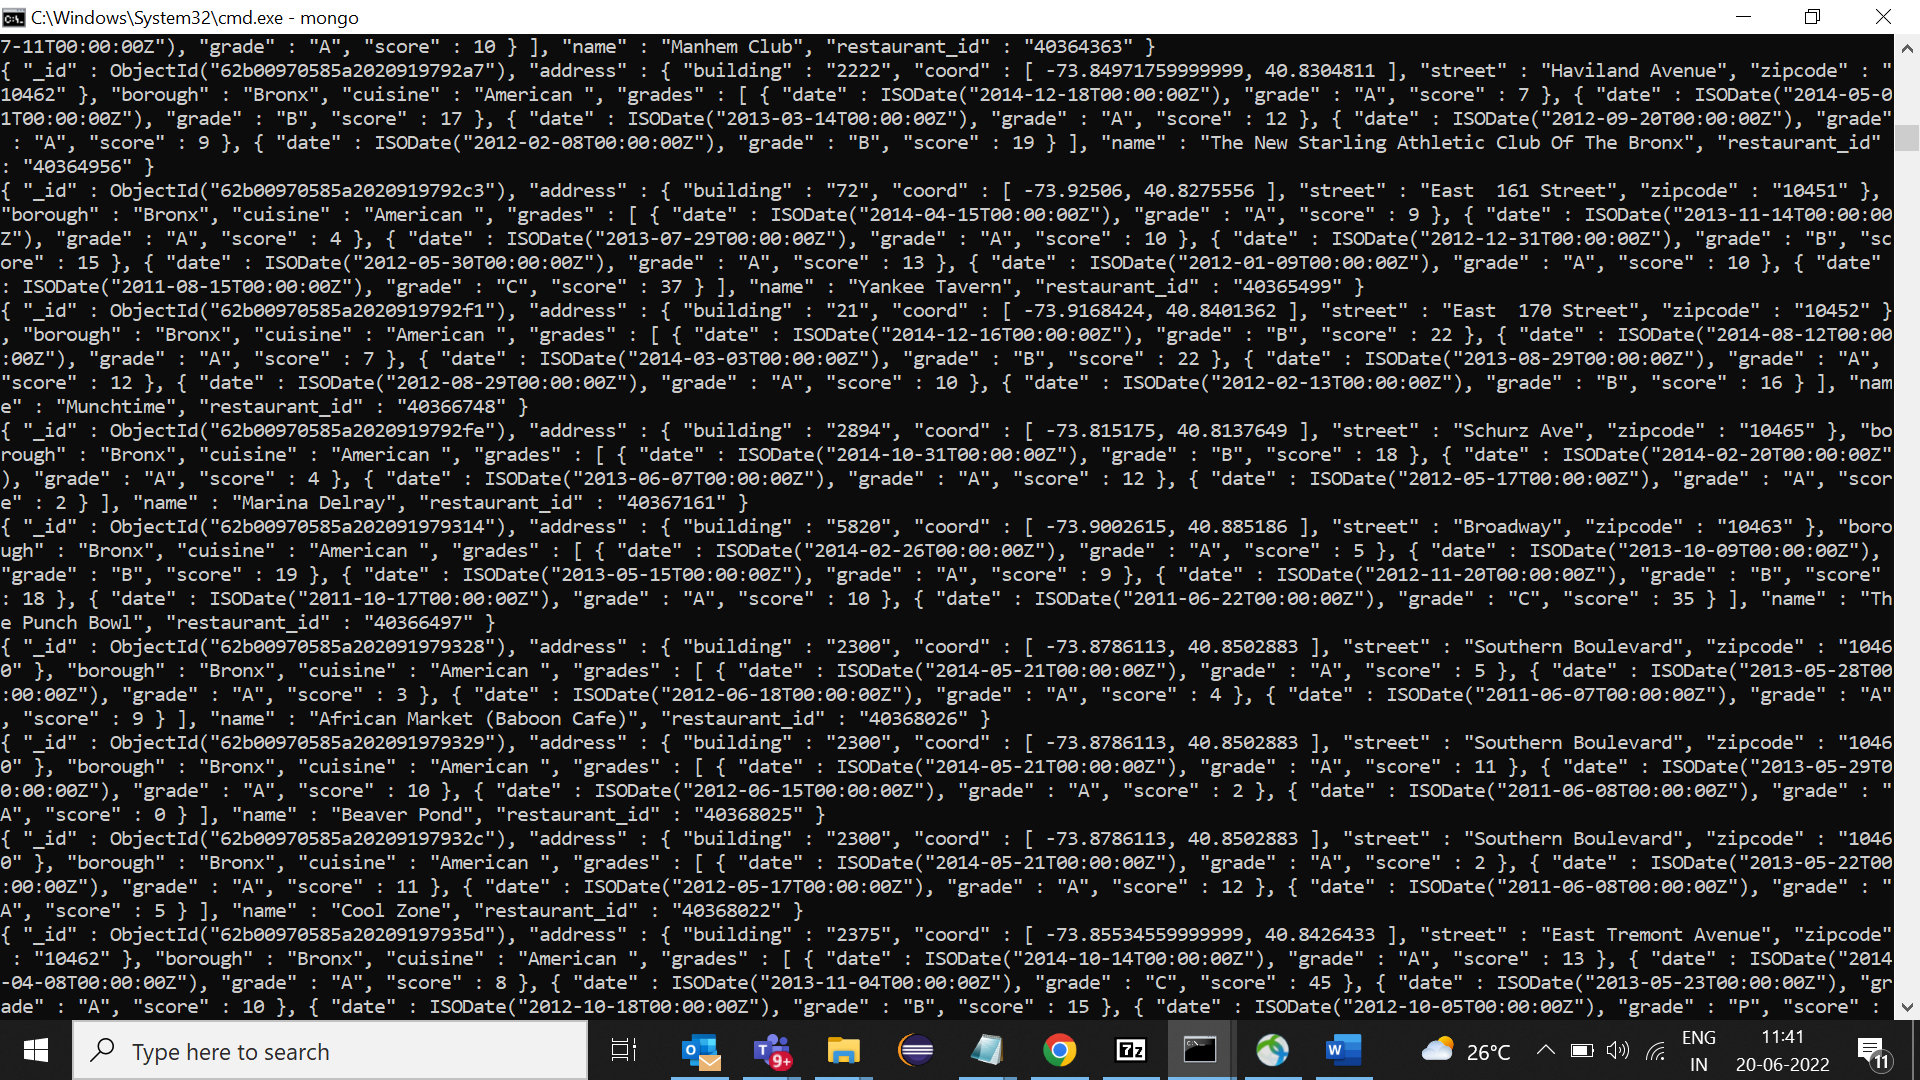 C:\Windows\System32\cmd.exe - mongo
7-11T00:00:00Z"), "grade" : "A", "score" : 10 } ], "name" : "Manhem Club", "restaurant_id" : "40364363" }
{ "_id" : ObjectId("62b00970585a2020919792a7"), "address" : { "building" : "2222", "coord" : [ -73.84971759999999, 40.8304811 ], "street" : "Haviland Avenue", "zipcode" : "
10462" }, "borough" : "Bronx", "cuisine" : "American ", "grades" : [ { "date" : ISODate("2014-12-18T00:00:00Z"), "grade" : "A", "score" : 7 }, { "date" : ISODate("2014-05-0
1T00:00:00Z"), "grade" : "B", "score" : 17 }, { "date" : ISODate("2013-03-14T00:00:00Z"), "grade" : "A", "score" : 12 }, { "date" : ISODate("2012-09-20T00:00:00Z"), "grade"
 : "A", "score" : 9 }, { "date" : ISODate("2012-02-08T00:00:00Z"), "grade" : "B", "score" : 19 } ], "name" : "The New Starling Athletic Club Of The Bronx", "restaurant_id"
: "40364956" }
{ "_id" : ObjectId("62b00970585a2020919792c3"), "address" : { "building" : "72", "coord" : [ -73.92506, 40.8275556 ], "street" : "East  161 Street", "zipcode" : "10451" },
"borough" : "Bronx", "cuisine" : "American ", "grades" : [ { "date" : ISODate("2014-04-15T00:00:00Z"), "grade" : "A", "score" : 9 }, { "date" : ISODate("2013-11-14T00:00:00
Z"), "grade" : "A", "score" : 4 }, { "date" : ISODate("2013-07-29T00:00:00Z"), "grade" : "A", "score" : 10 }, { "date" : ISODate("2012-12-31T00:00:00Z"), "grade" : "B", "sc
ore" : 15 }, { "date" : ISODate("2012-05-30T00:00:00Z"), "grade" : "A", "score" : 13 }, { "date" : ISODate("2012-01-09T00:00:00Z"), "grade" : "A", "score" : 10 }, { "date"
: ISODate("2011-08-15T00:00:00Z"), "grade" : "C", "score" : 37 } ], "name" : "Yankee Tavern", "restaurant_id" : "40365499" }
{ "_id" : ObjectId("62b00970585a2020919792f1"), "address" : { "building" : "21", "coord" : [ -73.9168424, 40.8401362 ], "street" : "East  170 Street", "zipcode" : "10452" }
, "borough" : "Bronx", "cuisine" : "American ", "grades" : [ { "date" : ISODate("2014-12-16T00:00:00Z"), "grade" : "B", "score" : 22 }, { "date" : ISODate("2014-08-12T00:00
:00Z"), "grade" : "A", "score" : 7 }, { "date" : ISODate("2014-03-03T00:00:00Z"), "grade" : "B", "score" : 22 }, { "date" : ISODate("2013-08-29T00:00:00Z"), "grade" : "A",
"score" : 12 }, { "date" : ISODate("2012-08-29T00:00:00Z"), "grade" : "A", "score" : 10 }, { "date" : ISODate("2012-02-13T00:00:00Z"), "grade" : "B", "score" : 16 } ], "nam
e" : "Munchtime", "restaurant_id" : "40366748" }
{ "_id" : ObjectId("62b00970585a2020919792fe"), "address" : { "building" : "2894", "coord" : [ -73.815175, 40.8137649 ], "street" : "Schurz Ave", "zipcode" : "10465" }, "bo
rough" : "Bronx", "cuisine" : "American ", "grades" : [ { "date" : ISODate("2014-10-31T00:00:00Z"), "grade" : "B", "score" : 18 }, { "date" : ISODate("2014-02-20T00:00:00Z"
), "grade" : "A", "score" : 4 }, { "date" : ISODate("2013-06-07T00:00:00Z"), "grade" : "A", "score" : 12 }, { "date" : ISODate("2012-05-17T00:00:00Z"), "grade" : "A", "scor
e" : 2 } ], "name" : "Marina Delray", "restaurant_id" : "40367161" }
{ "_id" : ObjectId("62b00970585a202091979314"), "address" : { "building" : "5820", "coord" : [ -73.9002615, 40.885186 ], "street" : "Broadway", "zipcode" : "10463" }, "boro
ugh" : "Bronx", "cuisine" : "American ", "grades" : [ { "date" : ISODate("2014-02-26T00:00:00Z"), "grade" : "A", "score" : 5 }, { "date" : ISODate("2013-10-09T00:00:00Z"),
"grade" : "B", "score" : 19 }, { "date" : ISODate("2013-05-15T00:00:00Z"), "grade" : "A", "score" : 9 }, { "date" : ISODate("2012-11-20T00:00:00Z"), "grade" : "B", "score"
: 18 }, { "date" : ISODate("2011-10-17T00:00:00Z"), "grade" : "A", "score" : 10 }, { "date" : ISODate("2011-06-22T00:00:00Z"), "grade" : "C", "score" : 35 } ], "name" : "Th
e Punch Bowl", "restaurant_id" : "40366497" }
{ "_id" : ObjectId("62b00970585a202091979328"), "address" : { "building" : "2300", "coord" : [ -73.8786113, 40.8502883 ], "street" : "Southern Boulevard", "zipcode" : "1046
0" }, "borough" : "Bronx", "cuisine" : "American ", "grades" : [ { "date" : ISODate("2014-05-21T00:00:00Z"), "grade" : "A", "score" : 5 }, { "date" : ISODate("2013-05-28T00
:00:00Z"), "grade" : "A", "score" : 3 }, { "date" : ISODate("2012-06-18T00:00:00Z"), "grade" : "A", "score" : 4 }, { "date" : ISODate("2011-06-07T00:00:00Z"), "grade" : "A"
, "score" : 9 } ], "name" : "African Market (Baboon Cafe)", "restaurant_id" : "40368026" }
{ "_id" : ObjectId("62b00970585a202091979329"), "address" : { "building" : "2300", "coord" : [ -73.8786113, 40.8502883 ], "street" : "Southern Boulevard", "zipcode" : "1046
0" }, "borough" : "Bronx", "cuisine" : "American ", "grades" : [ { "date" : ISODate("2014-05-21T00:00:00Z"), "grade" : "A", "score" : 11 }, { "date" : ISODate("2013-05-29T0
0:00:00Z"), "grade" : "A", "score" : 10 }, { "date" : ISODate("2012-06-15T00:00:00Z"), "grade" : "A", "score" : 2 }, { "date" : ISODate("2011-06-08T00:00:00Z"), "grade" : "
A", "score" : 0 } ], "name" : "Beaver Pond", "restaurant_id" : "40368025" }
{ "_id" : ObjectId("62b00970585a20209197932c"), "address" : { "building" : "2300", "coord" : [ -73.8786113, 40.8502883 ], "street" : "Southern Boulevard", "zipcode" : "1046
0" }, "borough" : "Bronx", "cuisine" : "American ", "grades" : [ { "date" : ISODate("2014-05-21T00:00:00Z"), "grade" : "A", "score" : 2 }, { "date" : ISODate("2013-05-22T00
:00:00Z"), "grade" : "A", "score" : 11 }, { "date" : ISODate("2012-05-17T00:00:00Z"), "grade" : "A", "score" : 12 }, { "date" : ISODate("2011-06-08T00:00:00Z"), "grade" : "
A", "score" : 5 } ], "name" : "Cool Zone", "restaurant_id" : "40368022" }
{ "_id" : ObjectId("62b00970585a20209197935d"), "address" : { "building" : "2375", "coord" : [ -73.85534559999999, 40.8426433 ], "street" : "East Tremont Avenue", "zipcode"
 : "10462" }, "borough" : "Bronx", "cuisine" : "American ", "grades" : [ { "date" : ISODate("2014-10-14T00:00:00Z"), "grade" : "A", "score" : 13 }, { "date" : ISODate("2014
-04-08T00:00:00Z"), "grade" : "A", "score" : 8 }, { "date" : ISODate("2013-11-04T00:00:00Z"), "grade" : "C", "score" : 45 }, { "date" : ISODate("2013-05-23T00:00:00Z"), "gr
ade" : "A", "score" : 10 }, { "date" : ISODate("2012-10-18T00:00:00Z"), "grade" : "B", "score" : 15 }, { "date" : ISODate("2012-10-05T00:00:00Z"), "grade" : "P", "score" :
Type here to search
9+
7z
26°C
ENG
IN
11:41
20-06-2022
11